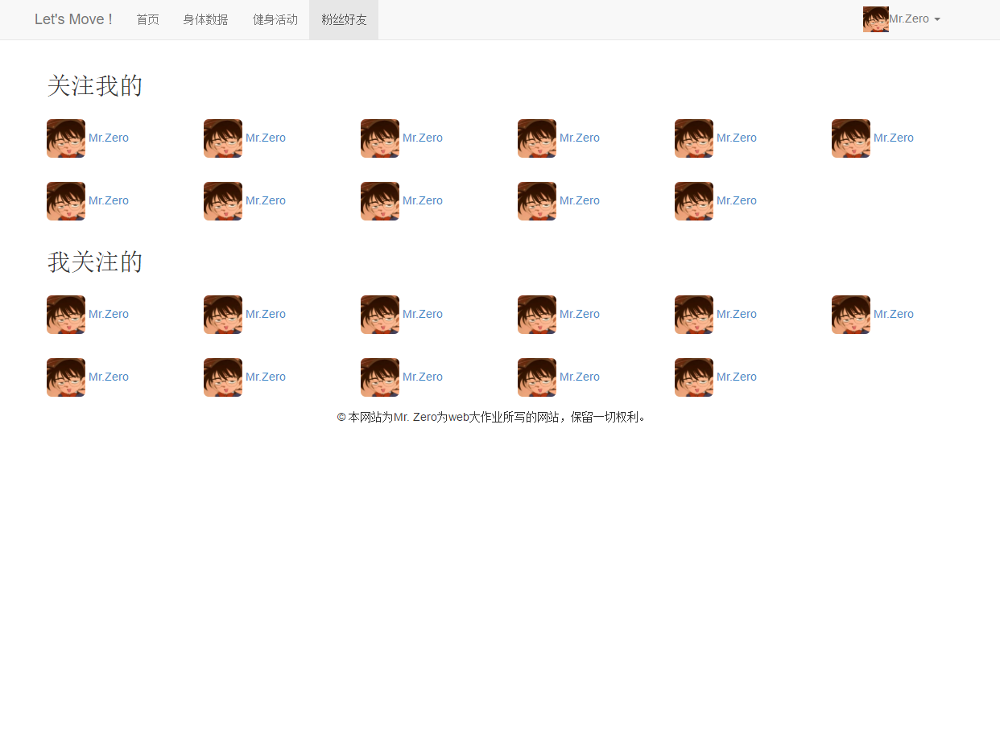 Let's Move ! 首页 身体数据 健身活动 粉丝好友 Mr.Zero
关注我的
Mr.Zero Mr.Zero Mr.Zero Mr.Zero Mr.Zero Mr.Zero
Mr.Zero Mr.Zero Mr.Zero Mr.Zero Mr.Zero
我关注的
Mr.Zero Mr.Zero Mr.Zero Mr.Zero Mr.Zero Mr.Zero
Mr.Zero Mr.Zero Mr.Zero Mr.Zero Mr.Zero
© 本网站为Mr. Zero为web大作业所写的网站，保留一切权利。